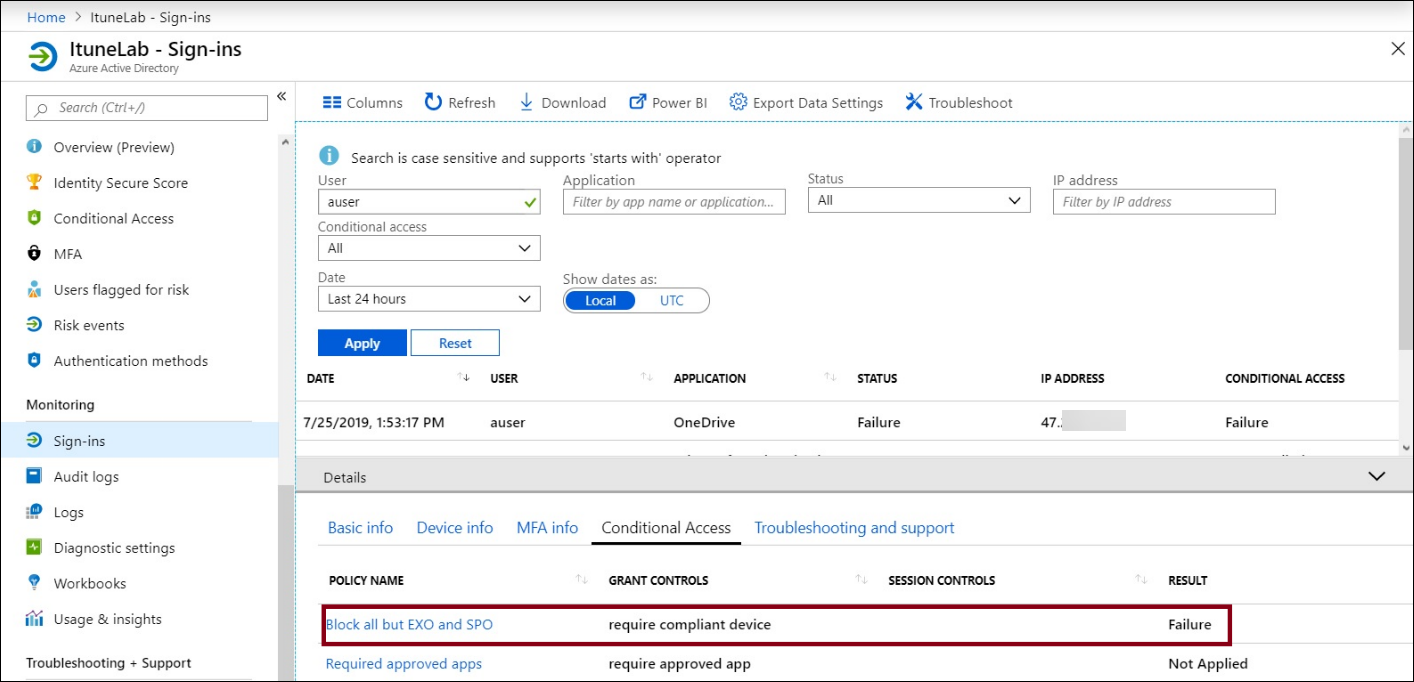 Home > ItuneLab - Sign-ins
ItuneLab - Sign-ins
Azure Active Directory
Search (Ctrl+/)
Overview (Preview)
Identity Secure Score
Conditional Access
MFA
Users flagged for risk
Risk events
Authentication methods
Monitoring
Sign-ins
Audit logs
Logs
Diagnostic settings
Workbooks
Usage & insights
Troubleshooting + Support
Columns Refresh Download Power BI Export Data Settings Troubleshoot
Search is case sensitive and supports 'starts with' operator
User Application Status IP address
auser Filter by app name or application... All Filter by IP address
Conditional access
All
Date Show dates as:
Last 24 hours Local UTC
Apply Reset
DATE USER APPLICATION STATUS IP ADDRESS CONDITIONAL ACCESS
7/25/2019, 1:53:17 PM auser OneDrive Failure 47. Failure
Details
Basic info Device info MFA info Conditional Access Troubleshooting and support
POLICY NAME GRANT CONTROLS SESSION CONTROLS RESULT
Block all but EXO and SPO require compliant device Failure
Required approved apps require approved app Not Applied